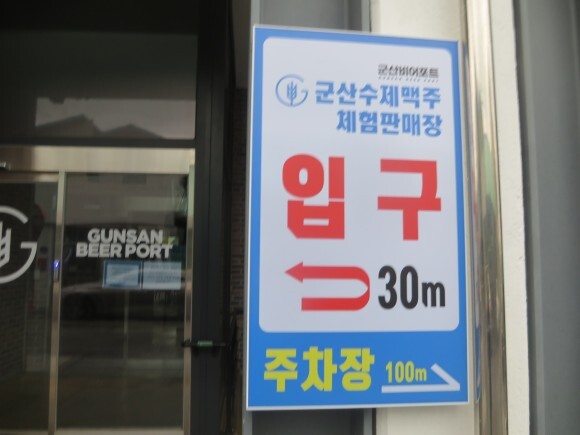 군산비어포트
군산수제맥주
체험판매장
입구
30m
주차장 100m
GUNSAN
BEER PORT